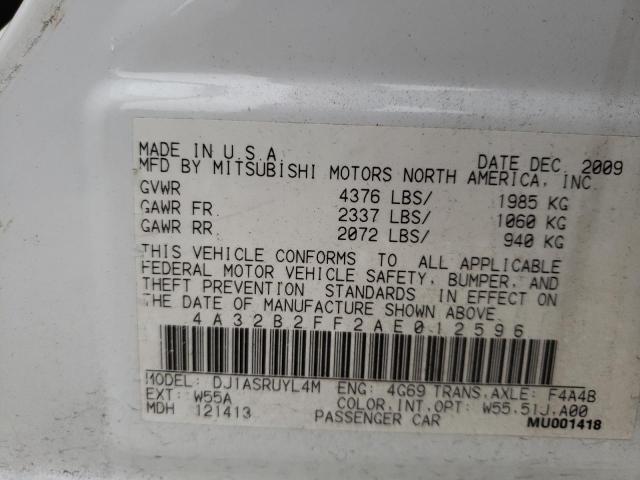 MADE IN U.S.A. DATE DEC. 2009
MFD BY MITSUBISHI MOTORS NORTH AMERICA, INC.
GVWR 4376 LBS/ 1985 KG
GAWR FR 2337 LBS/ 1060 KG
GAWR RR 2072 LBS/ 940 KG
THIS VEHICLE CONFORMS TO ALL APPLICABLE
FEDERAL MOTOR VEHICLE SAFETY, BUMPER, AND
THEFT PREVENTION STANDARDS IN EFFECT ON
THE DATE OF MANUFACTURE SHOWN ABOVE.
4A32B2FF2AE012596
MODEL: DJ1ASRUYL4M ENG: 4G69 TRANS.AXLE: F4A4B
EXT: W55A COLOR.INT.OPT: W55.51J.A00
MDH 121413 PASSENGER CAR MU001418